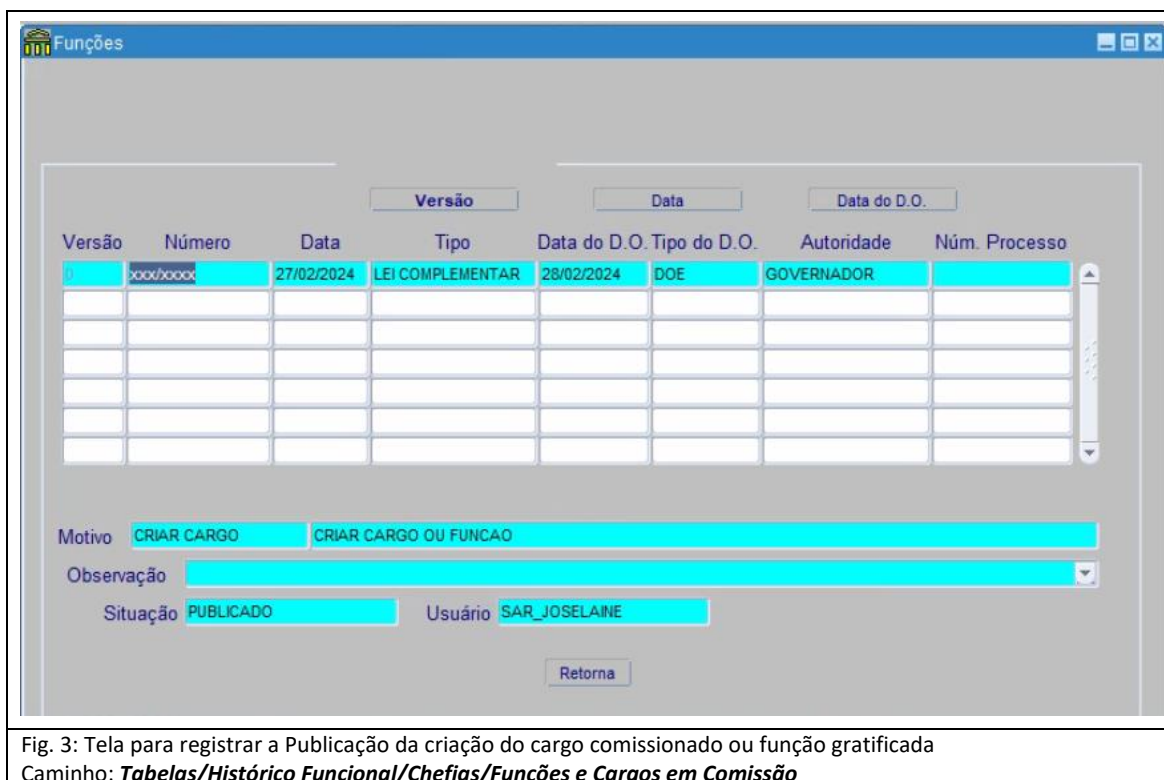 Funções
Versão Data Data do D.O.
Versão Número Data Tipo Data do D.O. Tipo do D.O. Autoridade Núm. Processo
0 xxx/xxxx 27/02/2024 LEI COMPLEMENTAR 28/02/2024 DOE GOVERNADOR
Motivo CRIAR CARGO CRIAR CARGO OU FUNCAO
Observação
Situação PUBLICADO Usuário SAR_JOSELAINE
Retorna
Fig. 3: Tela para registrar a Publicação da criação do cargo comissionado ou função gratificada
Caminho: Tabelas/Histórico Funcional/Chefias/Funções e Cargos em Comissão